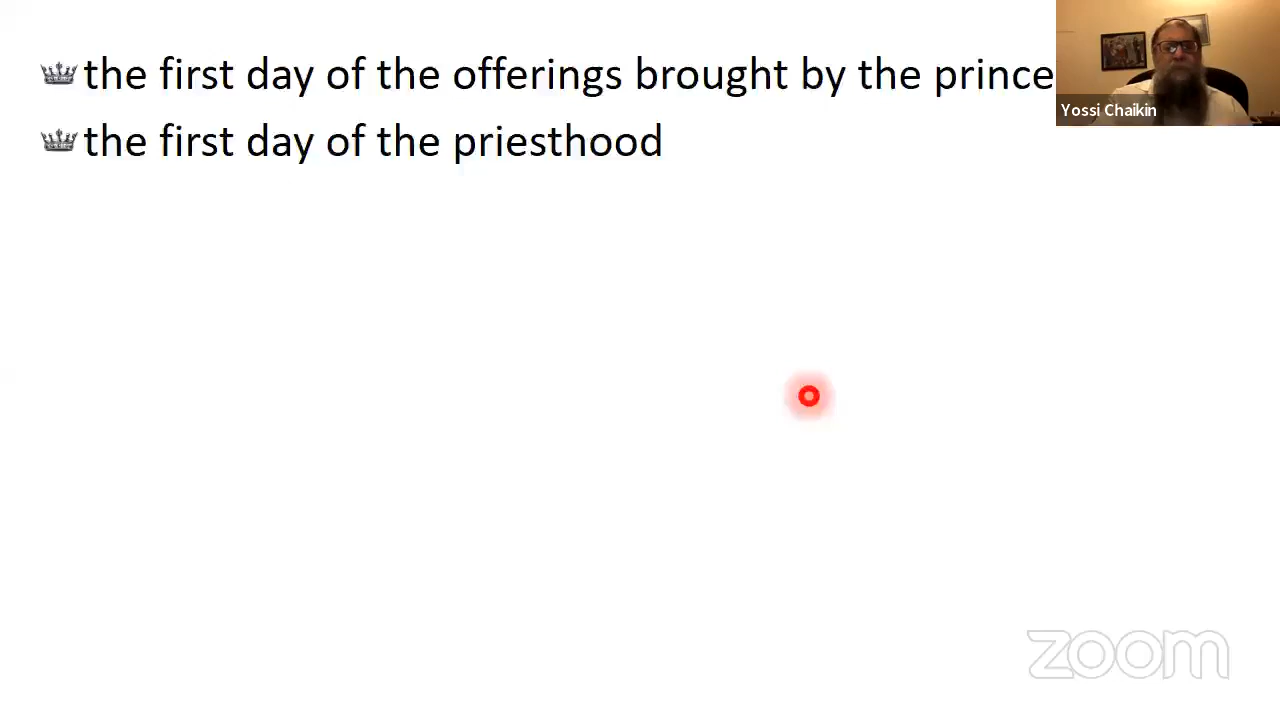 the first day of the offerings brought by the prince
Yossi Chaikin
the first day of the priesthood
zoom